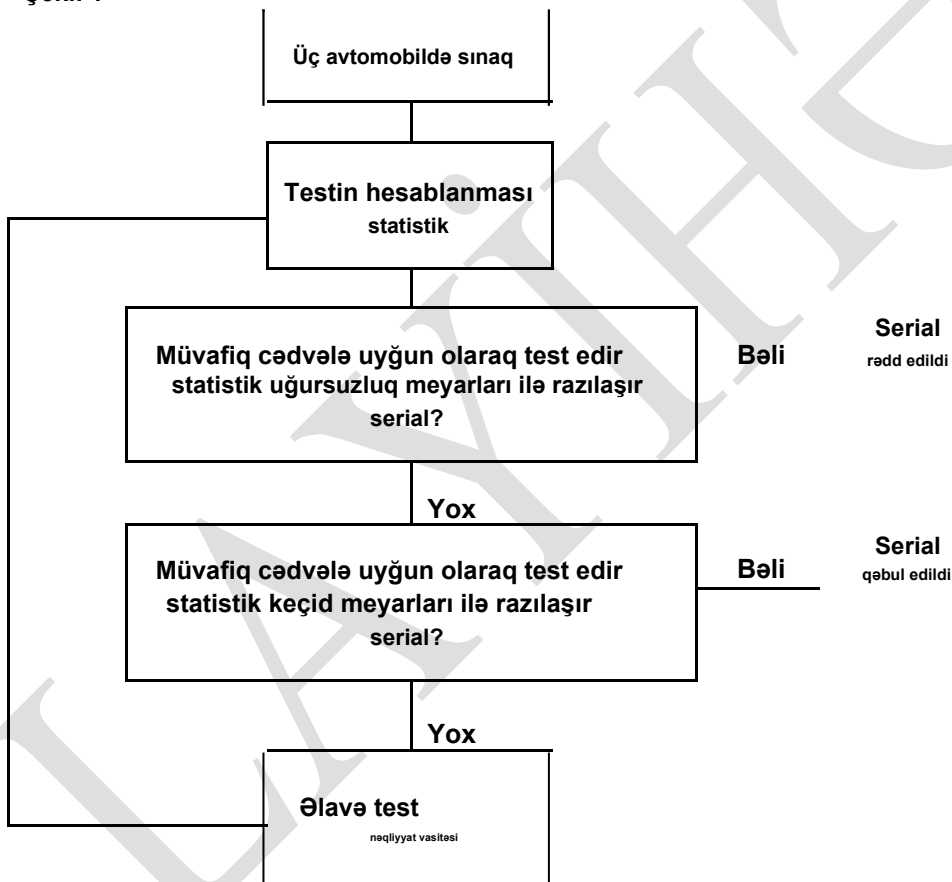 Üç avtomobildə sınaq
Testin hesablanması
statistik
Müvafiq cədvələ uyğun olaraq test edir
statistik uğursuzluq meyarları ilə razılaşır
serial?
Bəli
Serial
rədd edildi
Yox
Müvafiq cədvələ uyğun olaraq test edir
statistik keçid meyarları ilə razılaşır
serial?
Bəli
Serial
qəbul edildi
Yox
Əlavə test
nəqliyyat vasitəsi
LAYİHƏ